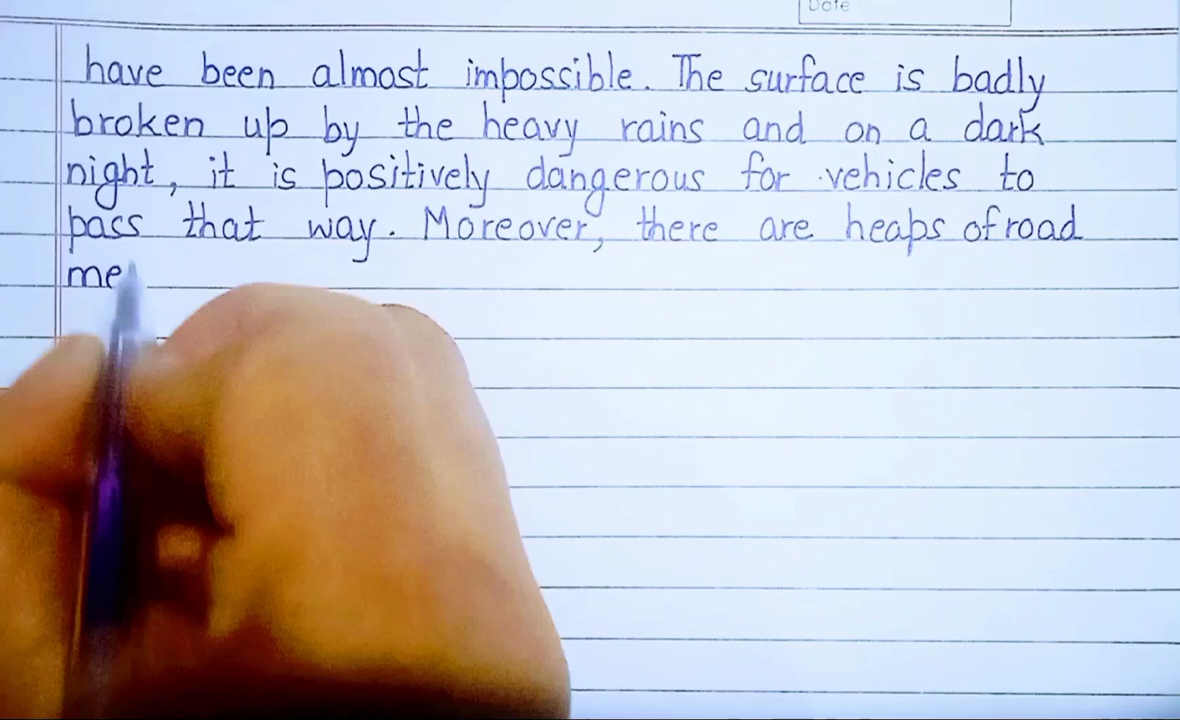 Date
have been almost impossible. The surface is badly
broken up by the heavy rains and on a dark
night, it is positively dangerous for vehicles to
pass that way. Moreover, there are heaps of road
me